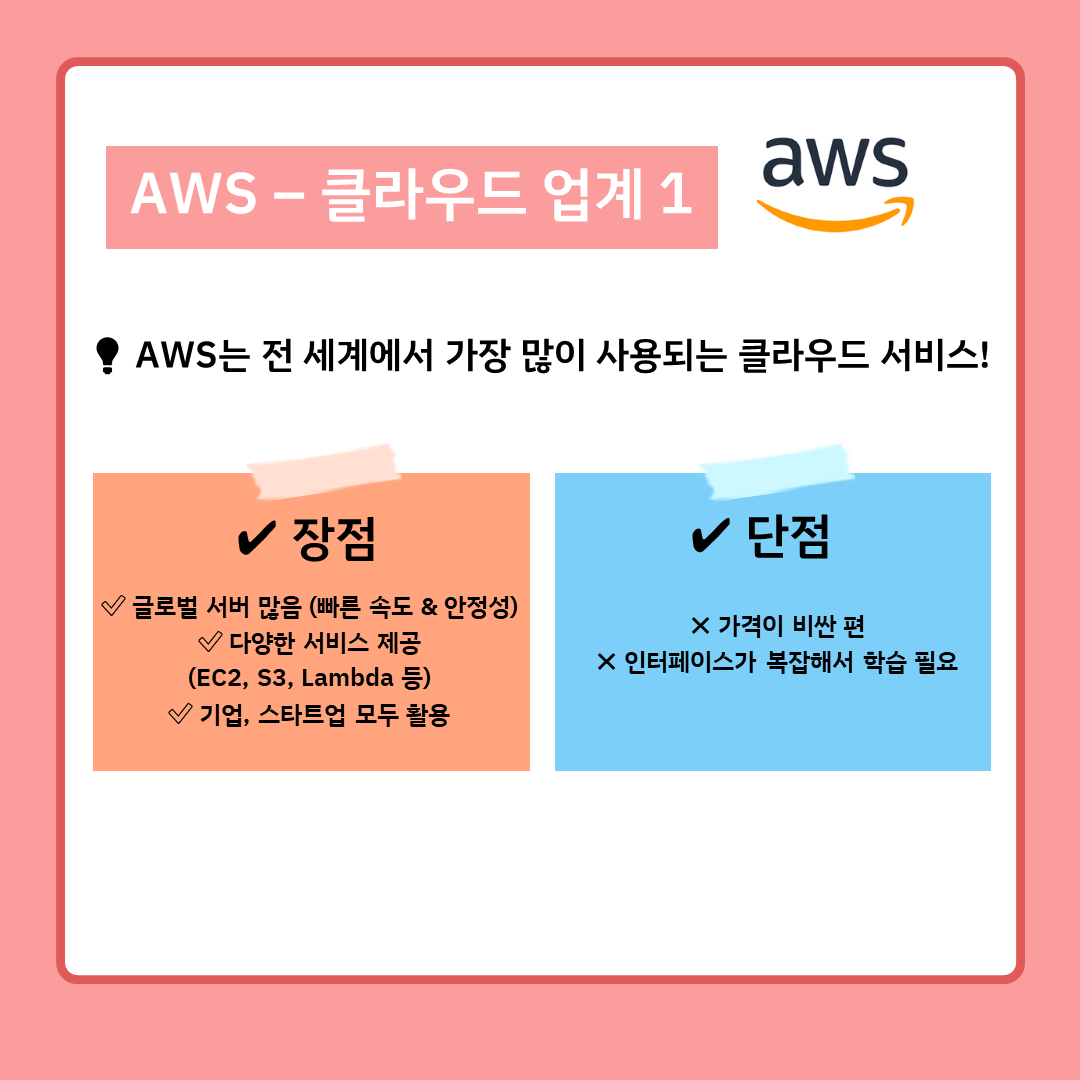 AWS – 클라우드 업계 1
aws
AWS는 전 세계에서 가장 많이 사용되는 클라우드 서비스!
✔ 장점
✅ 글로벌 서버 많음 (빠른 속도 & 안정성)
✅ 다양한 서비스 제공
(EC2, S3, Lambda 등)
✅ 기업, 스타트업 모두 활용
✔ 단점
❌ 가격이 비싼 편
❌ 인터페이스가 복잡해서 학습 필요